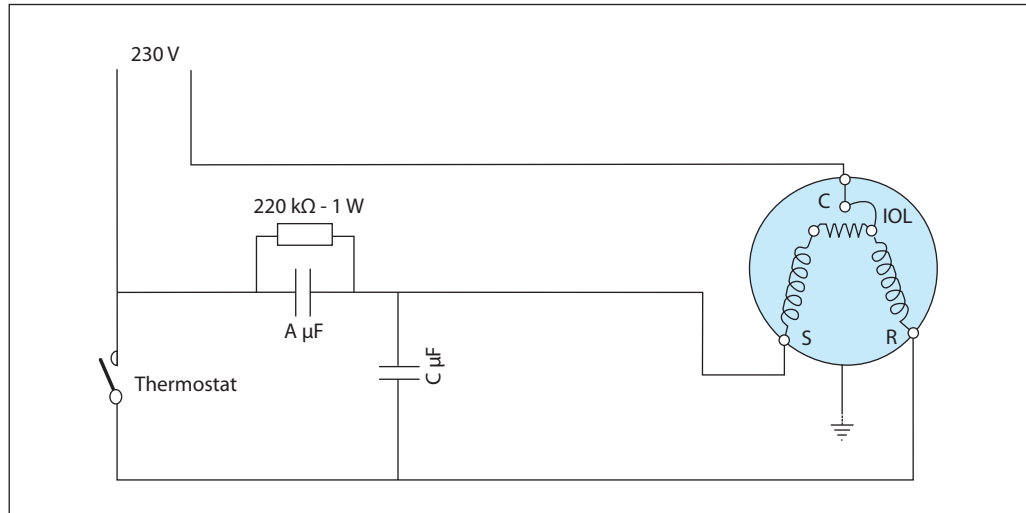 230 V
C
IOL
220 kΩ - 1 W
A µF
S
R
C µF
Thermostat